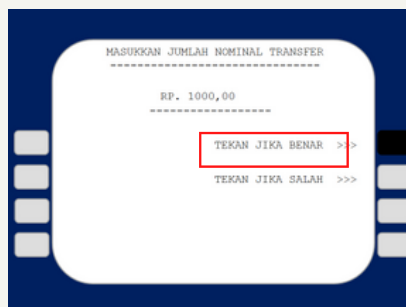 MASUKKAN JUMLAH NOMINAL TRANSFER
------------------------------
RP. 1000,00
------------------
TEKAN JIKA BENAR >>>
TEKAN JIKA SALAH >>>